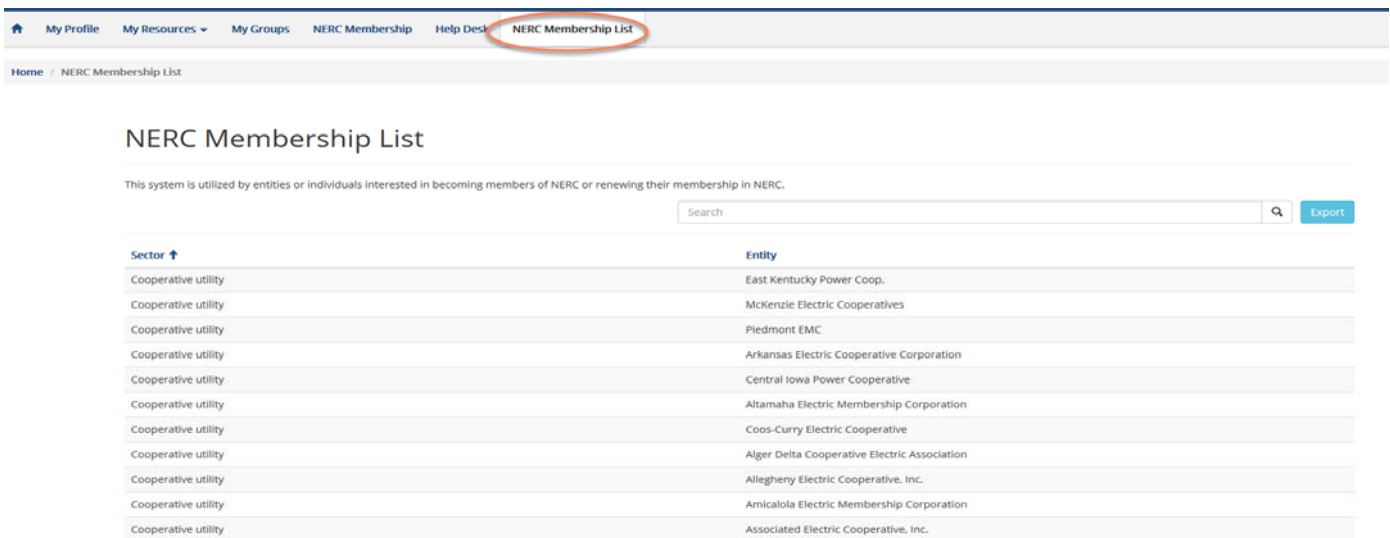 My Profile My Resources My Groups NERC Membership Help Desk NERC Membership List
Home / NERC Membership List
NERC Membership List
This system is utilized by entities or individuals interested in becoming members of NERC or renewing their membership in NERC.
Search Export
Sector Entity
Cooperative utility East Kentucky Power Coop.
Cooperative utility McKenzie Electric Cooperatives
Cooperative utility Piedmont EMC
Cooperative utility Arkansas Electric Cooperative Corporation
Cooperative utility Central Iowa Power Cooperative
Cooperative utility Altamaha Electric Membership Corporation
Cooperative utility Coos-Curry Electric Cooperative
Cooperative utility Alger Delta Cooperative Electric Association
Cooperative utility Allegheny Electric Cooperative, Inc.
Cooperative utility Amicalola Electric Membership Corporation
Cooperative utility Associated Electric Cooperative, Inc.